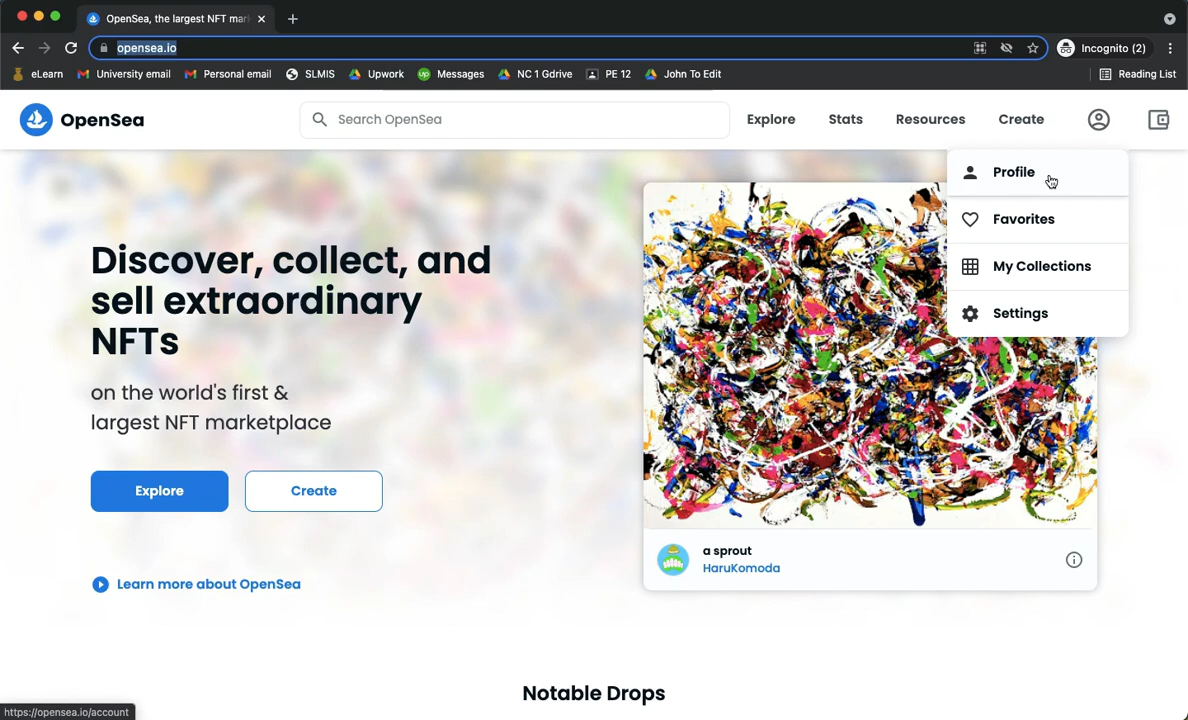 OpenSea, the largest NFT mar
opensea.io
Incognito (2)
eLearn
University email
Personal email
SLMIS
Upwork
Messages
NC 1 Gdrive
PE 12
John To Edit
Reading List
OpenSea
Search OpenSea
Explore
Stats
Resources
Create
Profile
Favorites
My Collections
Settings
Discover, collect, and
sell extraordinary
NFTs
on the world's first &
largest NFT marketplace
Explore
Create
a sprout
HaruKomoda
Learn more about OpenSea
Notable Drops
https://opensea.io/account